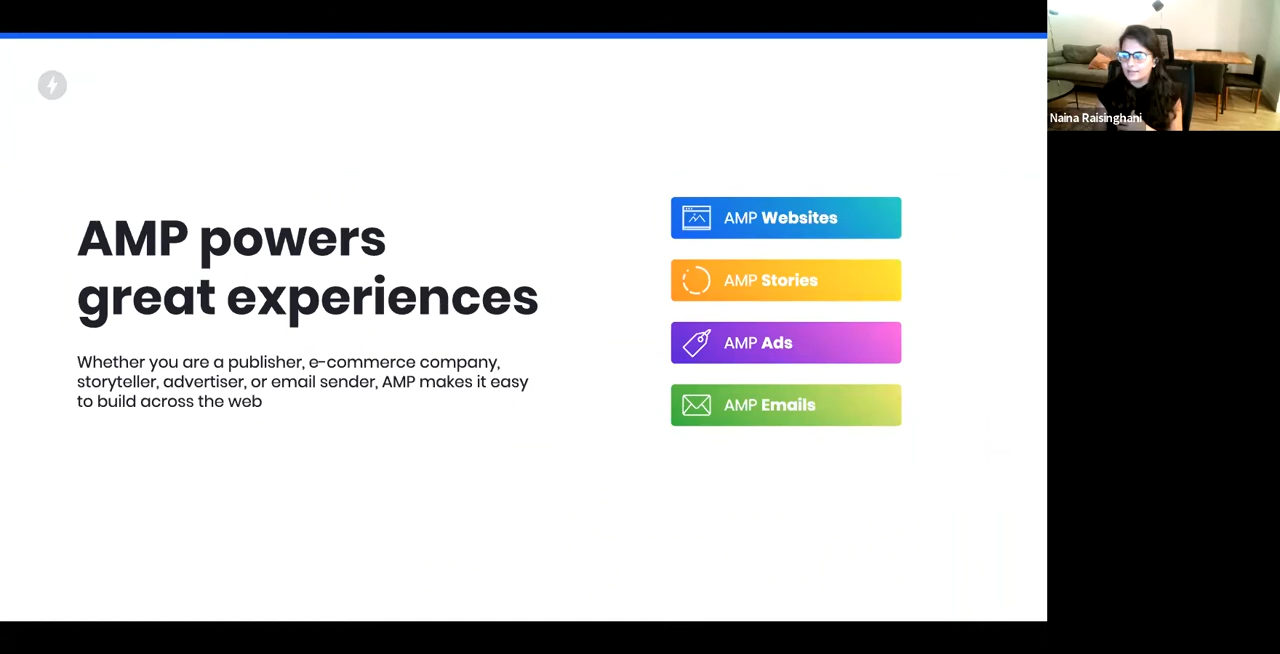 AMP powers
great experiences
Whether you are a publisher, e-commerce company,
storyteller, advertiser, or email sender, AMP makes it easy
to build across the web
AMP Websites
AMP Stories
AMP Ads
AMP Emails
Naina Raisinghani